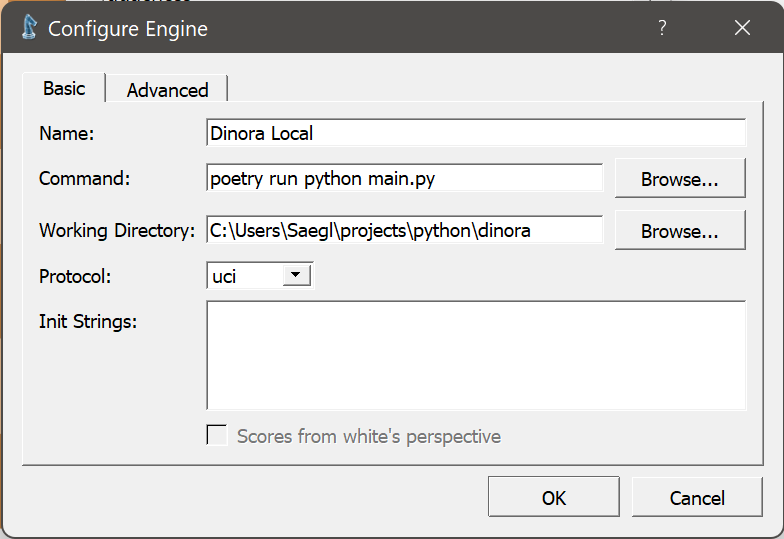 Configure Engine
?
Basic
Advanced
Name:
Dinora Local
Command:
poetry run python main.py
Browse...
Working Directory:
C:\Users\Saegl\projects\python\dinora
Browse...
Protocol:
uci
Init Strings:
Scores from white's perspective
OK
Cancel